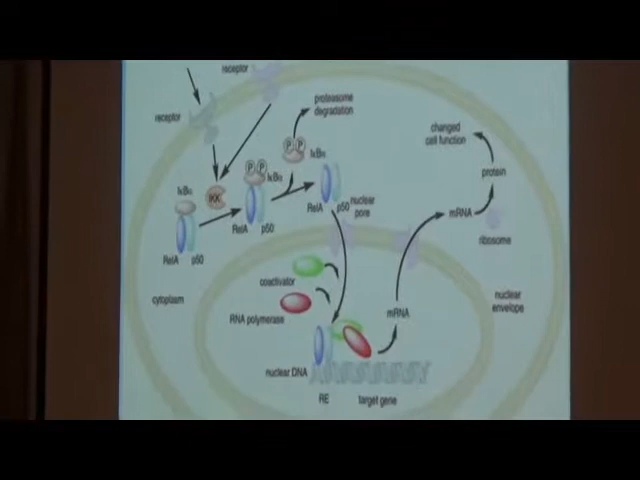 receptor
receptor
proteasome
degradation
changed
cell function
P P
IκBα
P P
IκBα
protein
IκBα
IKK
RelA p50
nuclear
pore
mRNA
RelA p50
ribosome
RelA p50
coactivator
cytoplasm
nuclear
envelope
RNA polymerase
mRNA
nuclear DNA
RE
target gene